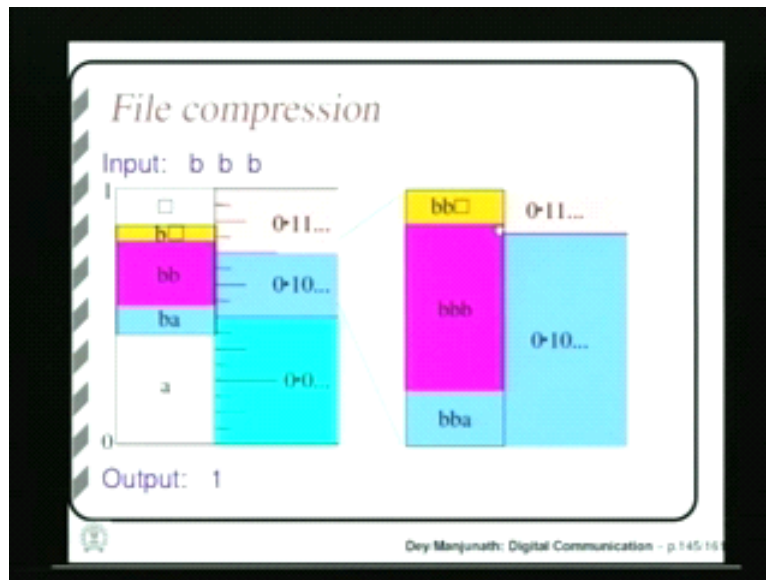 File compression
Input: b b b
1
□
b□
bb
ba
a
0
0·11...
0·10...
0·0...
bb□
bbb
bba
0·11...
0·10...
Output: 1
Dey/Manjunath: Digital Communication – p.145/161